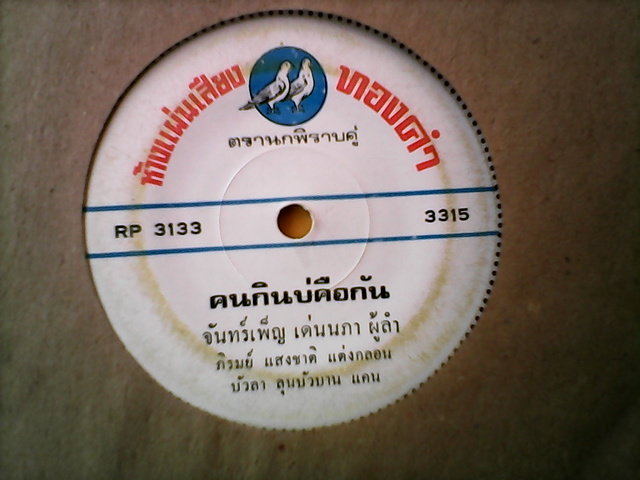 ห้างแผ่นเสียง ทองคำ
ตรานกพิราบคู่
RP 3133
3315
คนกินบ่คือกัน
จันทร์เพ็ญ เด่นนภา ผู้ลำ
ภิรมย์ แสงชาติ แต่งกลอน
บัวลา ลุนบัวบาน แคน